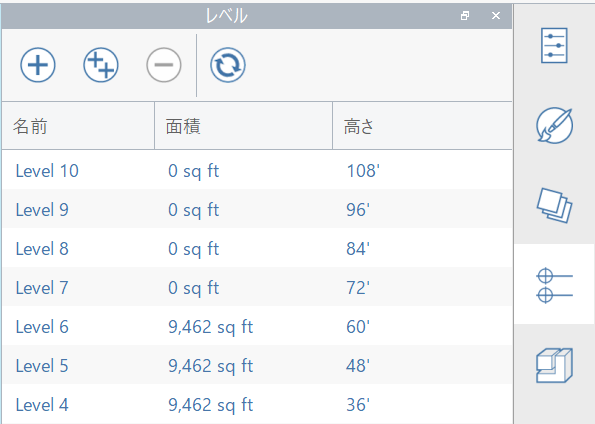 レベル
名前 面積 高さ
Level 10 0 sq ft 108'
Level 9 0 sq ft 96'
Level 8 0 sq ft 84'
Level 7 0 sq ft 72'
Level 6 9,462 sq ft 60'
Level 5 9,462 sq ft 48'
Level 4 9,462 sq ft 36'